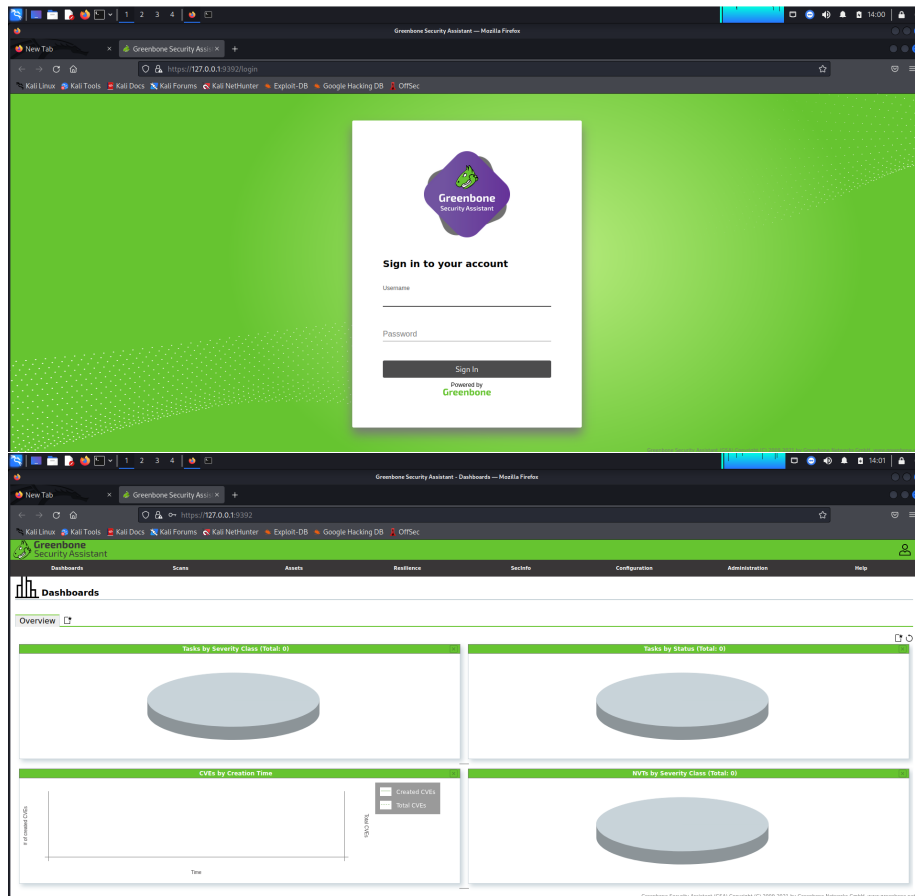 1 2 3 4 14:00
Greenbone Security Assistant — Mozilla Firefox
New Tab × Greenbone Security Assis × +
https://127.0.0.1:9392/login
Kali Linux Kali Tools Kali Docs Kali Forums Kali NetHunter Exploit-DB Google Hacking DB OffSec
Greenbone
Security Assistant
Sign in to your account
Username
Password
Sign In
Powered by
Greenbone
1 2 3 4 14:01
Greenbone Security Assistant - Dashboards — Mozilla Firefox
New Tab × Greenbone Security Assis × +
https://127.0.0.1:9392
Kali Linux Kali Tools Kali Docs Kali Forums Kali NetHunter Exploit-DB Google Hacking DB OffSec
Greenbone
Security Assistant
Dashboards Scans Assets Resilience SecInfo Configuration Administration Help
Dashboards
Overview
Tasks by Severity Class (Total: 0)
Tasks by Status (Total: 0)
CVEs by Creation Time
# of created CVEs
Time
Total CVEs
Created CVEs
Total CVEs
NVTs by Severity Class (Total: 0)